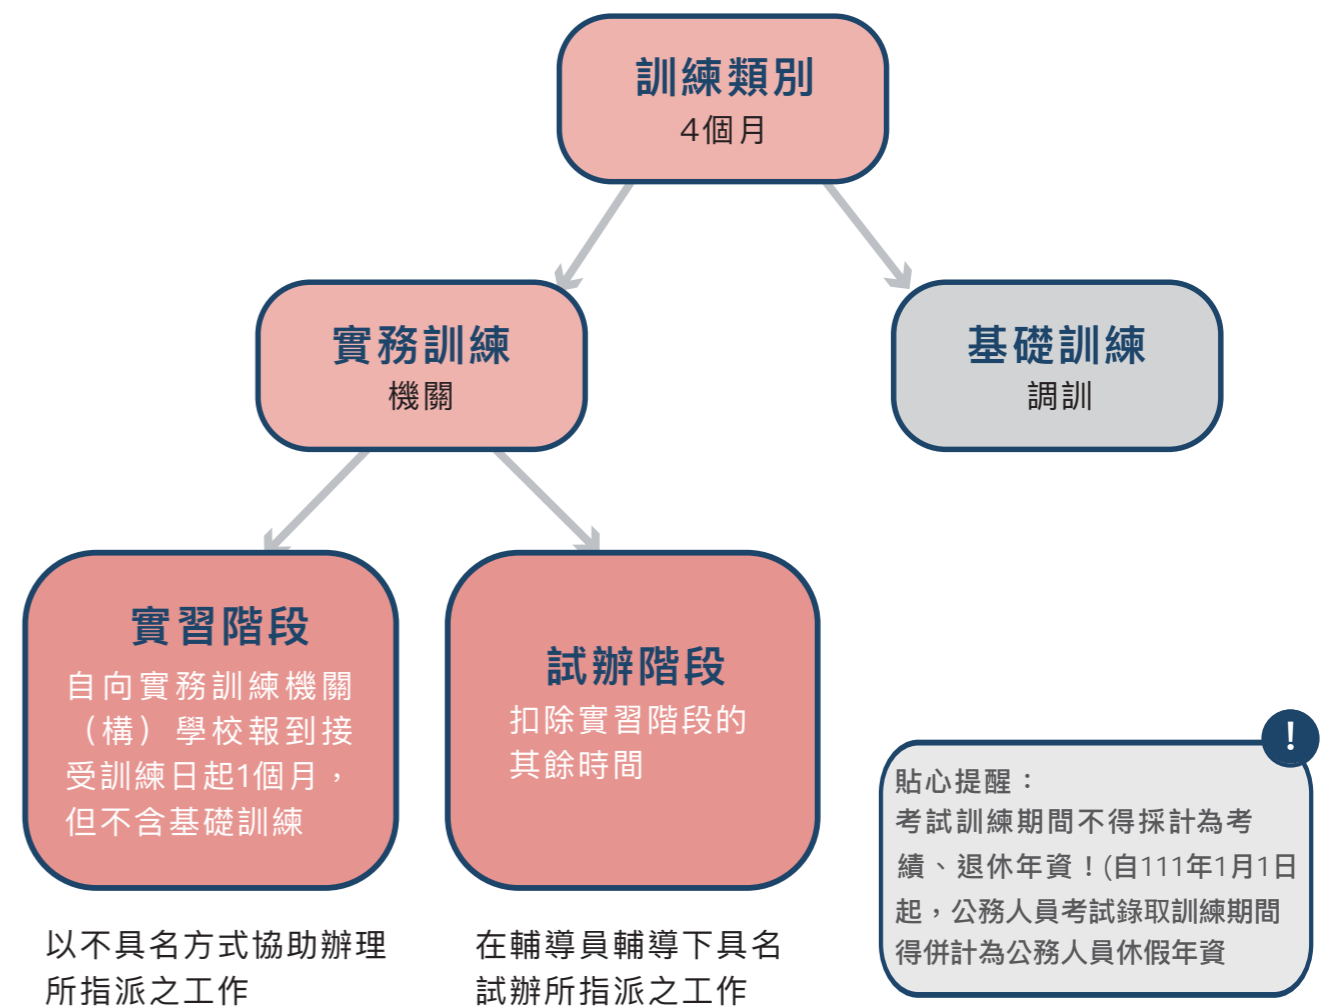 訓練類別
4個月
實務訓練
機關
基礎訓練
調訓
實習階段
自向實務訓練機關
（構）學校報到接
受訓練日起1個月，
但不含基礎訓練
試辦階段
扣除實習階段的
其餘時間
以不具名方式協助辦理
所指派之工作
在輔導員輔導下具名
試辦所指派之工作
!
貼心提醒：
考試訓練期間不得採計為考
績、退休年資！(自111年1月1日
起，公務人員考試錄取訓練期間
得併計為公務人員休假年資